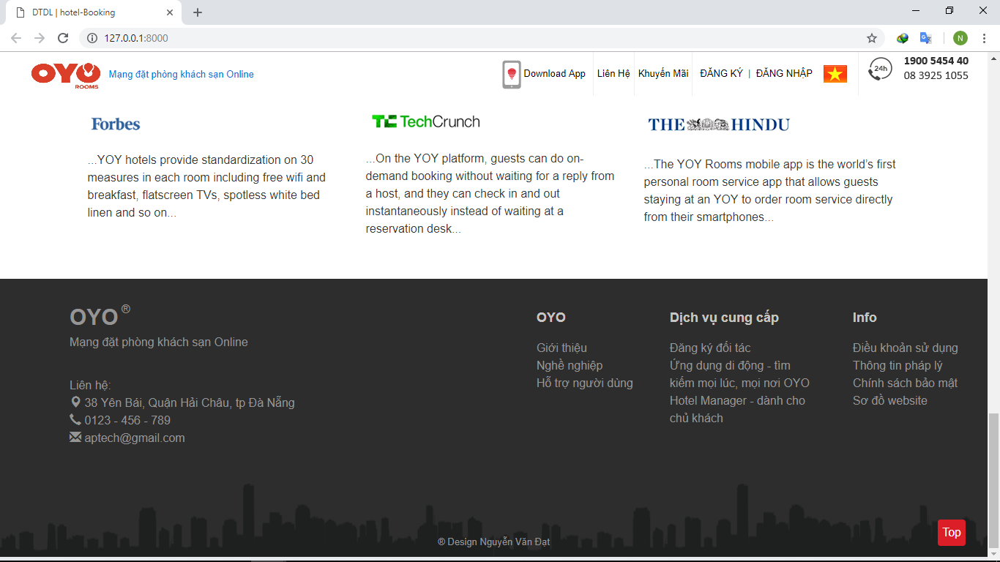 DTDL | hotel-Booking
127.0.0.1:8000
N
OYO
ROOMS
Mạng đặt phòng khách sạn Online
Download App
Liên Hệ
Khuyến Mãi
ĐĂNG KÝ | ĐĂNG NHẬP
24h
1900 5454 40
08 3925 1055
Forbes
...YOY hotels provide standardization on 30
measures in each room including free wifi and
breakfast, flatscreen TVs, spotless white bed
linen and so on...
TC TechCrunch
...On the YOY platform, guests can do on-
demand booking without waiting for a reply from
a host, and they can check in and out
instantaneously instead of waiting at a
reservation desk...
THE HINDU
...The YOY Rooms mobile app is the world's first
personal room service app that allows guests
staying at an YOY to order room service directly
from their smartphones...
OYO ®
Mạng đặt phòng khách sạn Online
Liên hệ:
38 Yên Bái, Quận Hải Châu, tp Đà Nẵng
0123 - 456 - 789
aptech@gmail.com
OYO
Giới thiệu
Nghề nghiệp
Hỗ trợ người dùng
Dịch vụ cung cấp
Đăng ký đối tác
Ứng dụng di động - tìm
kiếm mọi lúc, mọi nơi OYO
Hotel Manager - dành cho
chủ khách
Info
Điều khoản sử dụng
Thông tin pháp lý
Chính sách bảo mật
Sơ đồ website
Top
® Design Nguyễn Văn Đạt